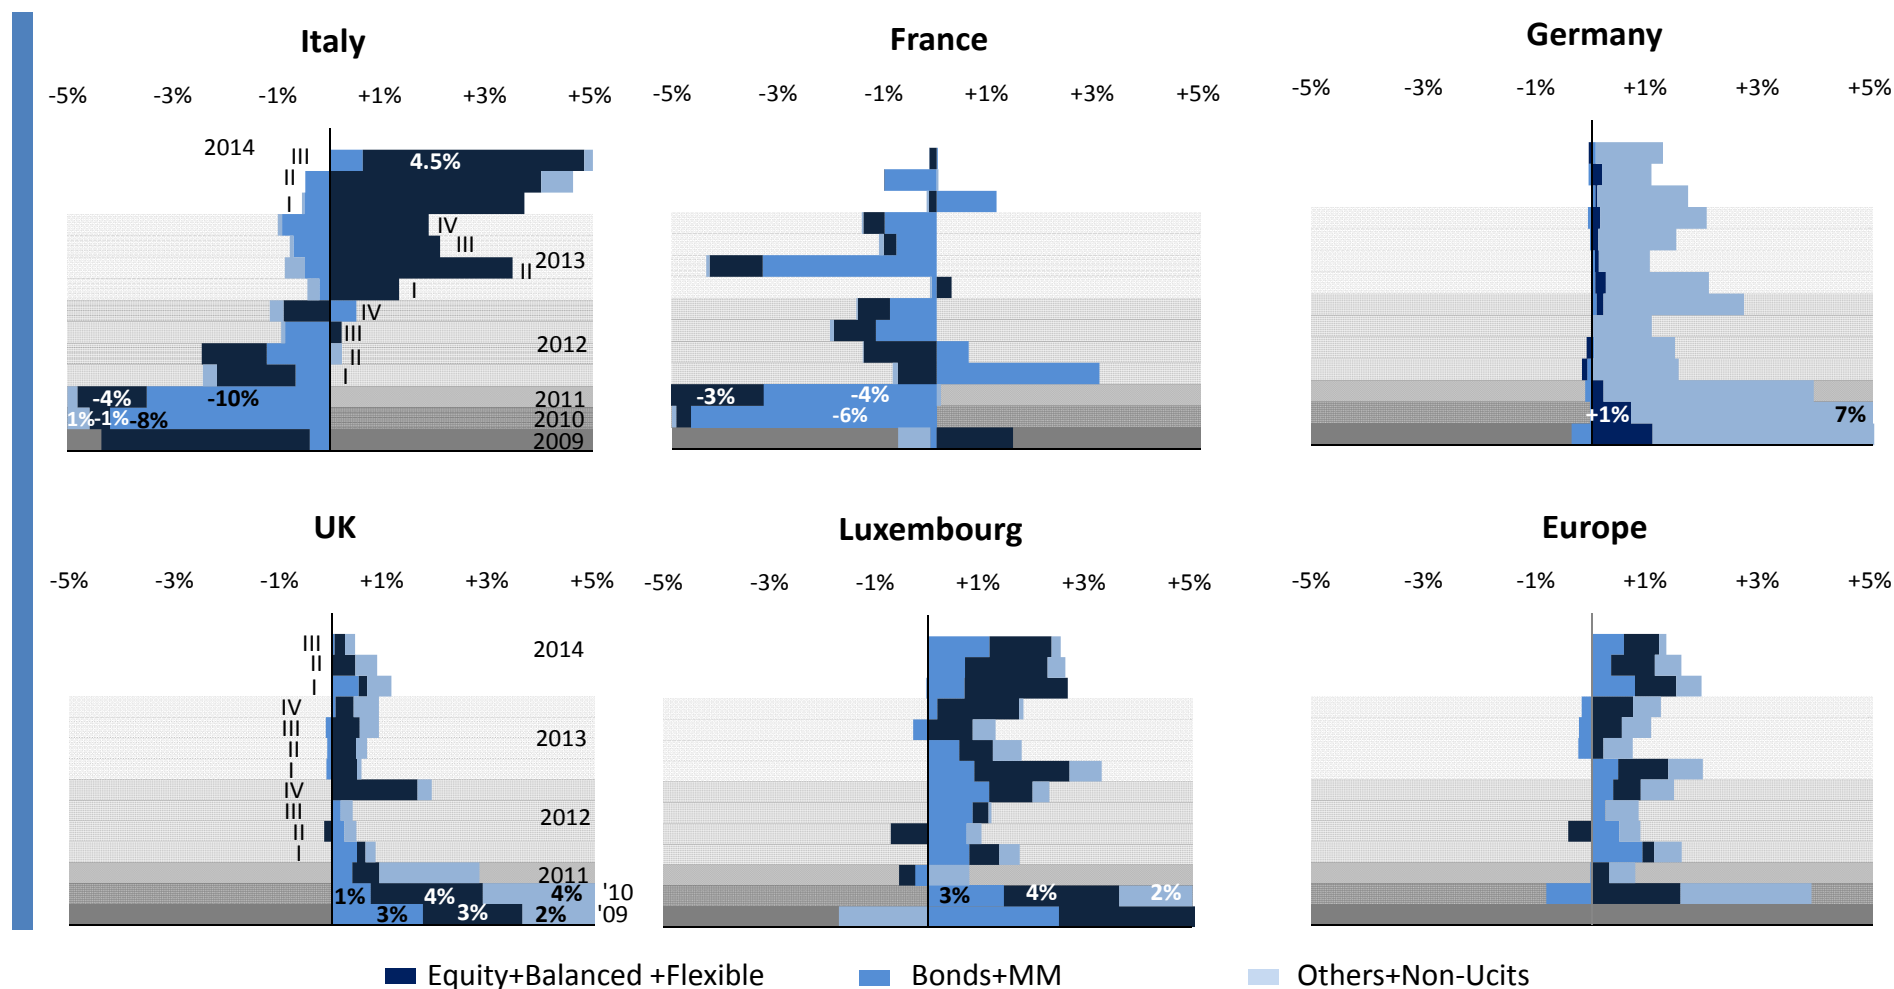 Italy
France
Germany
-5% -3% -1% +1% +3% +5%
-5% -3% -1% +1% +3% +5%
-5% -3% -1% +1% +3% +5%
2014
III
4.5%
II
I
IV
III
2013
II
I
IV
III
2012
II
I
-4% -10% 2011
1% -1% -8% 2010
2009
-3% -4%
-6%
+1% 7%
UK
Luxembourg
Europe
-5% -3% -1% +1% +3% +5%
-5% -3% -1% +1% +3% +5%
-5% -3% -1% +1% +3% +5%
III
2014
II
I
IV
III
2013
II
I
IV
III
2012
II
I
2011
1% 4% 4% '10
3% 3% 2% '09
3% 4% 2%
Equity+Balanced +Flexible
Bonds+MM
Others+Non-Ucits